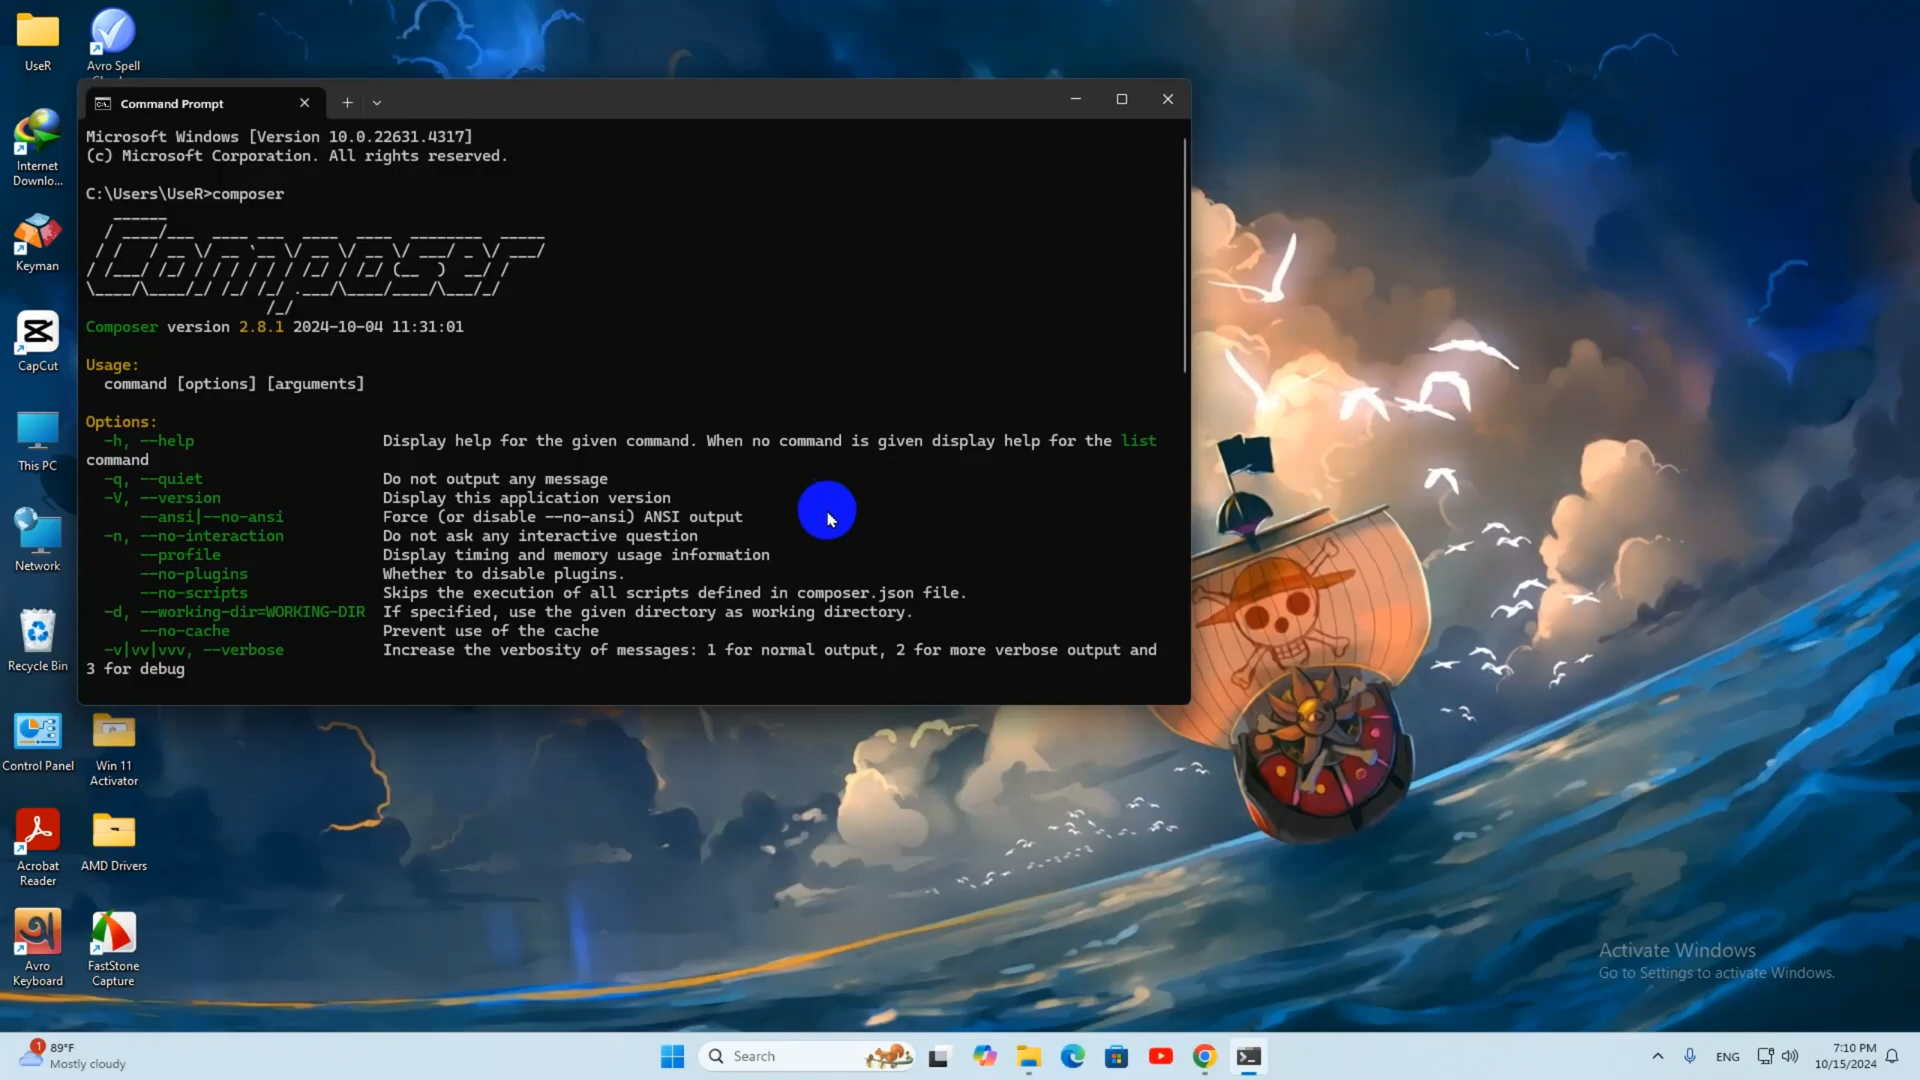 UseR
Avro Spell
Internet
Downlo...
Keyman
CapCut
This PC
Network
Recycle Bin
Control Panel
Win 11
Activator
Acrobat
Reader
AMD Drivers
Avro
Keyboard
FastStone
Capture
Command Prompt
Microsoft Windows [Version 10.0.22631.4317]
(c) Microsoft Corporation. All rights reserved.
C:\Users\UseR>composer
Composer
Composer version 2.8.1 2024-10-04 11:31:01
Usage:
command [options] [arguments]
Options:
-h, --help Display help for the given command. When no command is given display help for the list
command
-q, --quiet Do not output any message
-V, --version Display this application version
--ansi|--no-ansi Force (or disable --no-ansi) ANSI output
-n, --no-interaction Do not ask any interactive question
--profile Display timing and memory usage information
--no-plugins Whether to disable plugins.
--no-scripts Skips the execution of all scripts defined in composer.json file.
-d, --working-dir=WORKING-DIR If specified, use the given directory as working directory.
--no-cache Prevent use of the cache
-v|vv|vvv, --verbose Increase the verbosity of messages: 1 for normal output, 2 for more verbose output and
3 for debug
Activate Windows
Go to Settings to activate Windows.
1
89°F
Mostly cloudy
Search
ENG
7:10 PM
10/15/2024